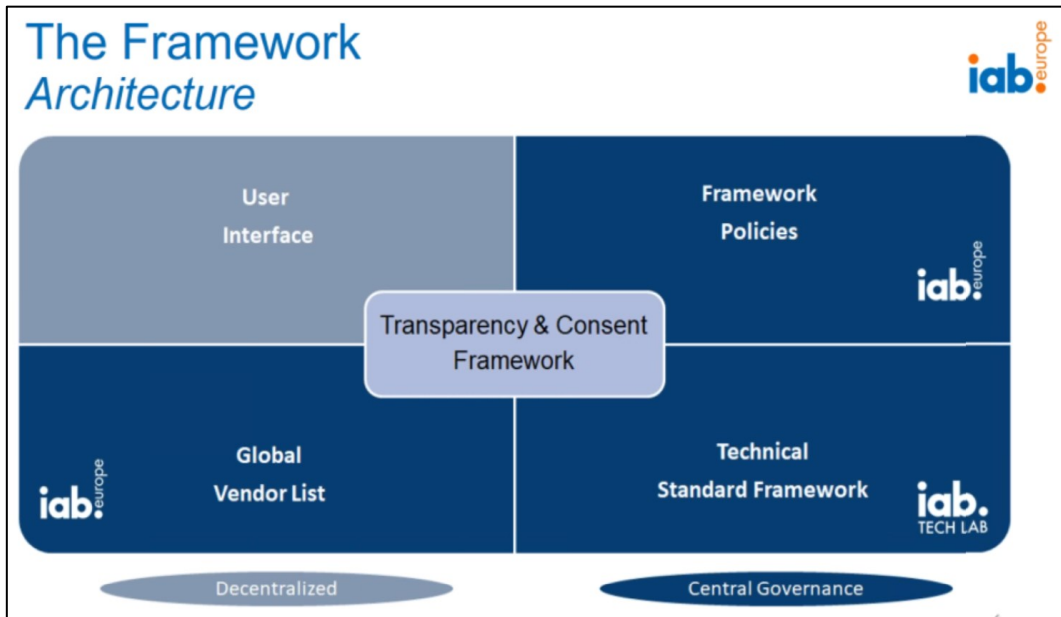 The Framework
Architecture
iab.europe
User
Interface
Framework
Policies
iab.europe
Transparency & Consent
Framework
Global
Vendor List
iab.europe
Technical
Standard Framework
iab.
TECH LAB
Decentralized
Central Governance